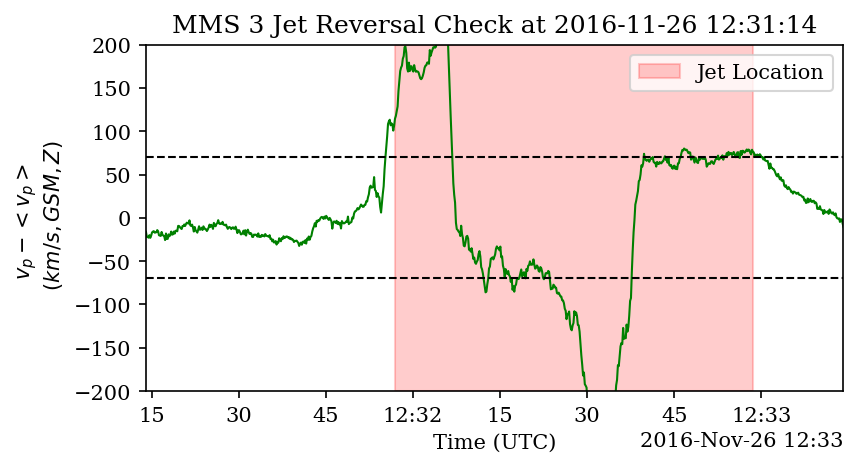 MMS 3 Jet Reversal Check at 2016-11-26 12:31:14
200
150
100
50
0
−50
−100
−150
−200
v_p − < v_p >
(km/s, GSM, Z)
Jet Location
15 30 45 12:32 15 30 45 12:33
Time (UTC)
2016-Nov-26 12:33